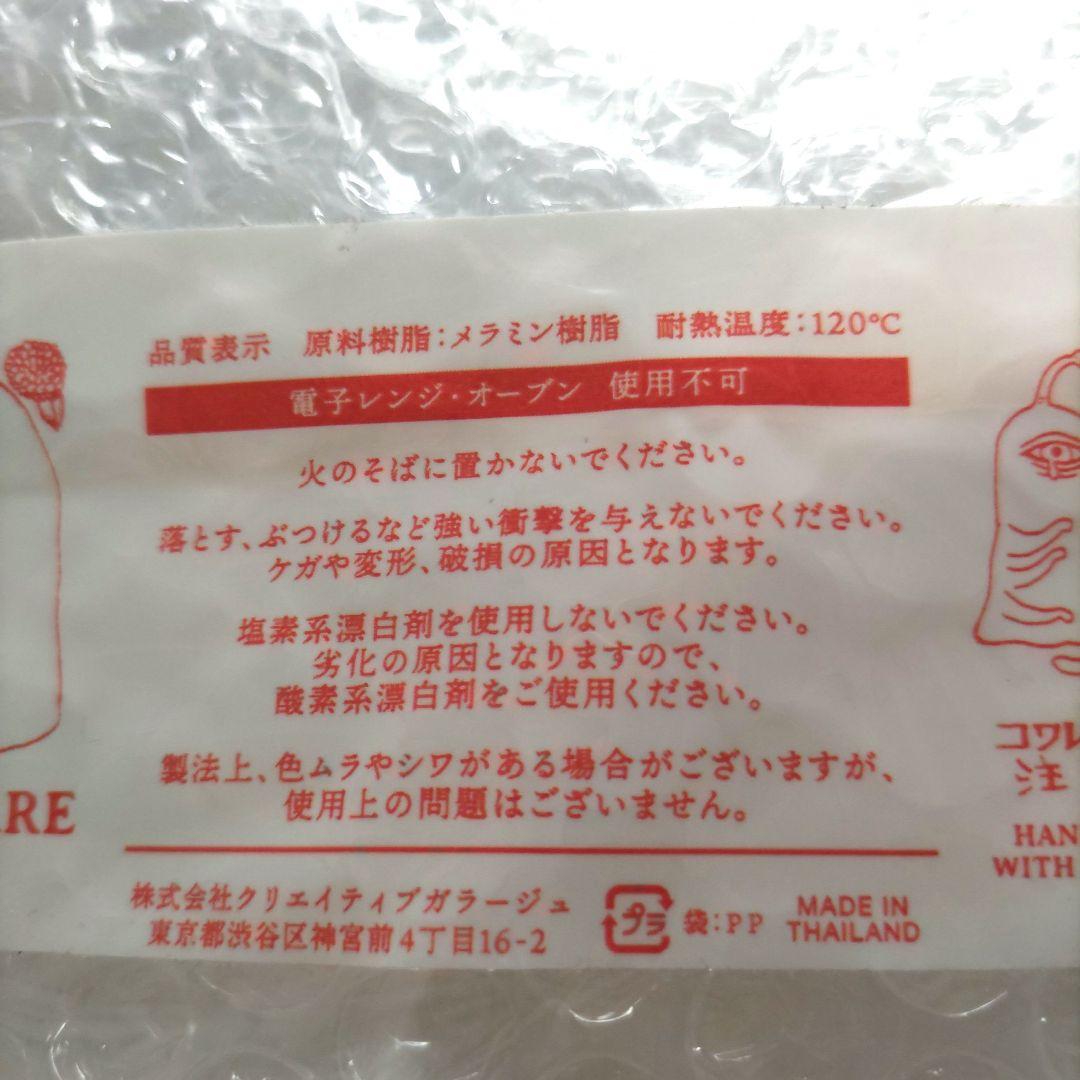 品質表示 原料樹脂：メラミン樹脂 耐熱温度：120℃
電子レンジ・オーブン 使用不可
火のそばに置かないでください。
落とす、ぶつけるなど強い衝撃を与えないでください。
ケガや変形、破損の原因となります。
塩素系漂白剤を使用しないでください。
劣化の原因となりますので、
酸素系漂白剤をご使用ください。
製法上、色ムラやシワがある場合がございますが、
使用上の問題はございません。
株式会社クリエイティブガラージュ
東京都渋谷区神宮前4丁目16-2
プラ 袋：PP
MADE IN
THAILAND
RE
コワレ
注
HAN
WITH